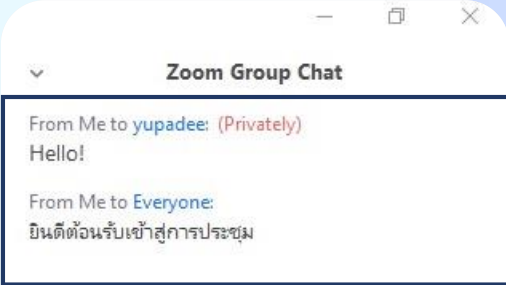 Zoom Group Chat
From Me to yupadee: (Privately)
Hello!
From Me to Everyone:
ยินดีต้อนรับเข้าสู่การประชุม